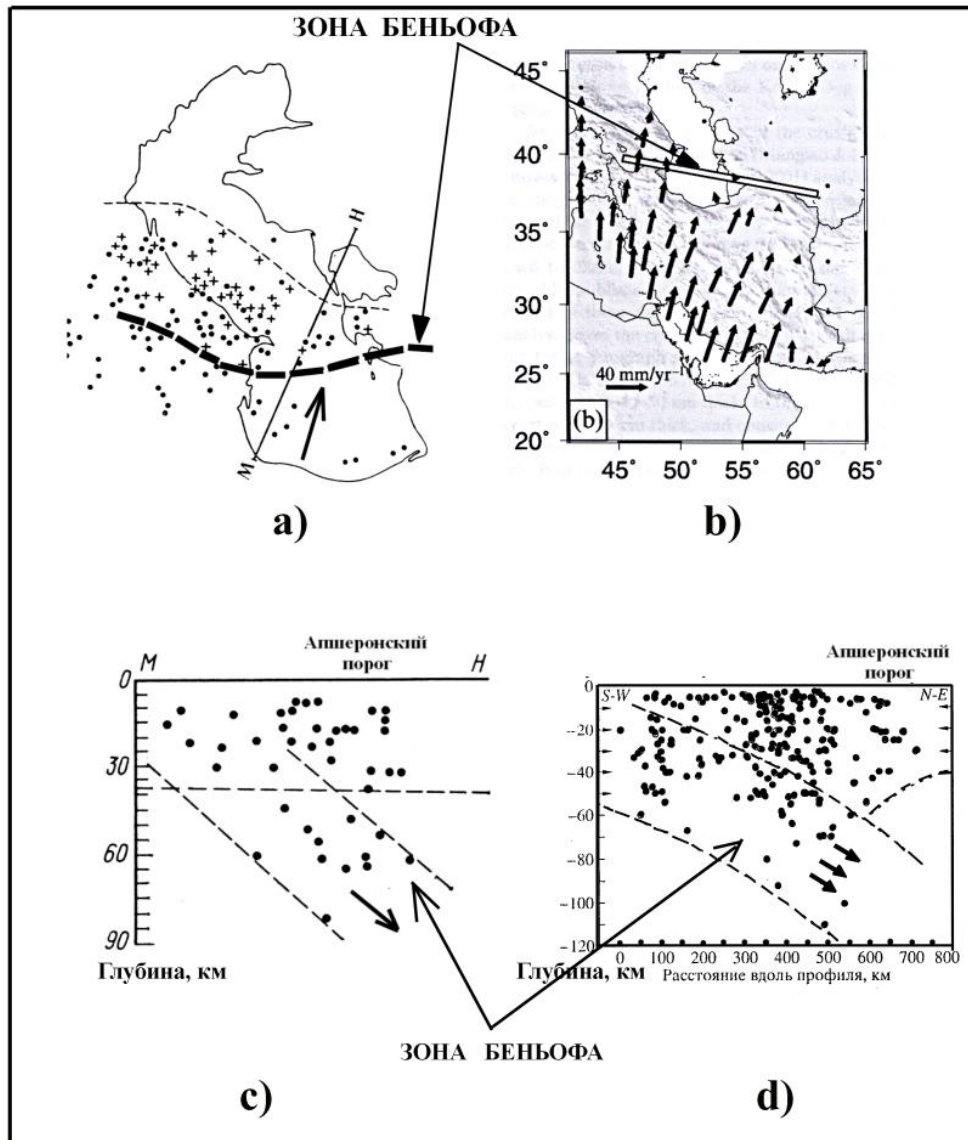 ЗОНА БЕНЬОФА
Н
М
a)
45°
40°
35°
30°
25°
20°
40 mm/yr
(b)
45° 50° 55° 60° 65°
b)
М
Апшеронский
порог
Н
0
30
60
90
Глубина, км
c)
Апшеронский
порог
S-W
N-E
0
-20
-40
-60
-80
-100
-120
0 100 200 300 400 500 600 700 800
Глубина, км
Расстояние вдоль профиля, км
ЗОНА БЕНЬОФА
d)